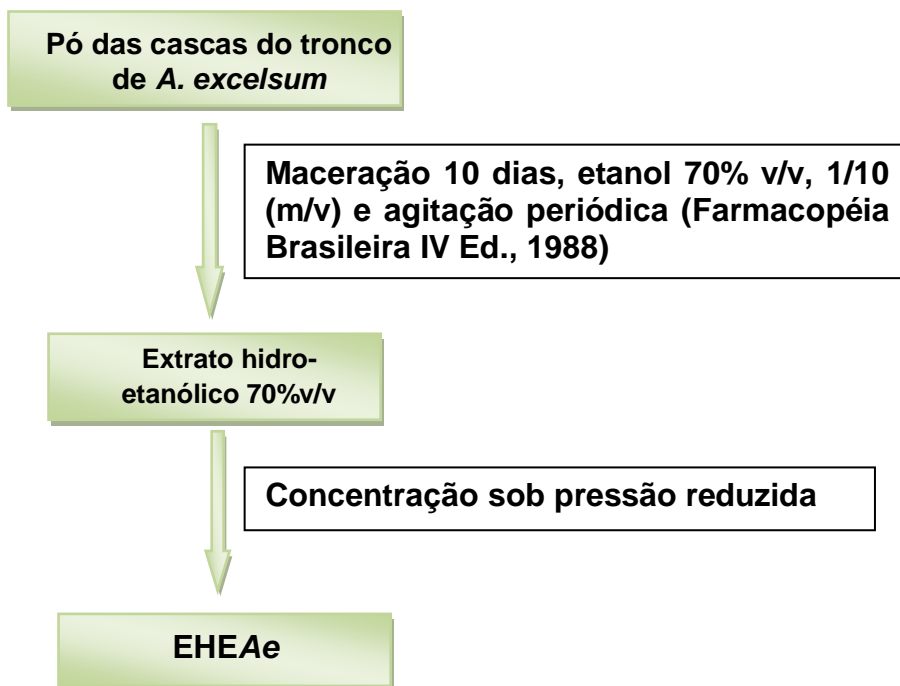 Pó das cascas do tronco
de A. excelsum
Maceração 10 dias, etanol 70% v/v, 1/10
(m/v) e agitação periódica (Farmacopéia
Brasileira IV Ed., 1988)
Extrato hidro-
etanólico 70%v/v
Concentração sob pressão reduzida
EHEAe